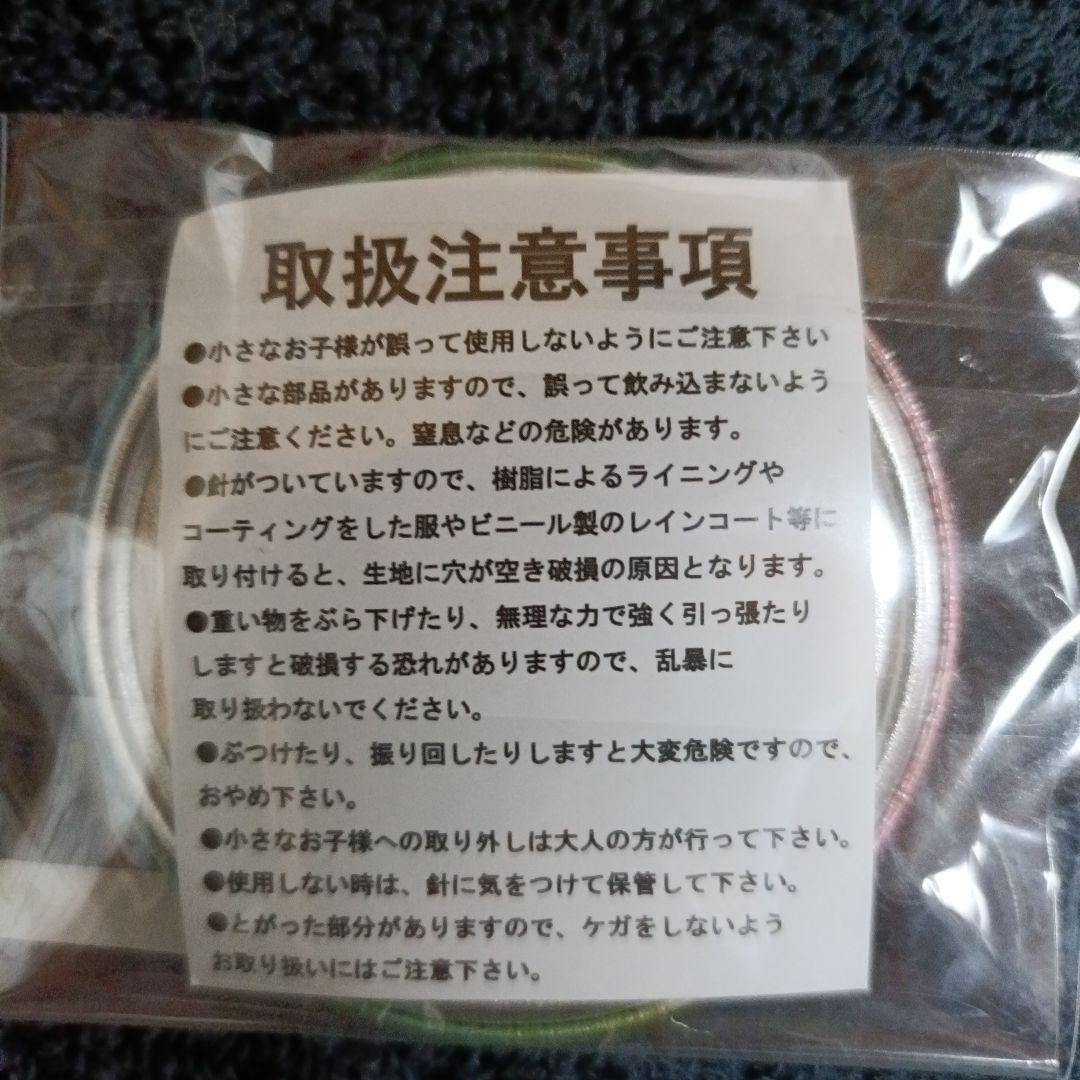 取扱注意事項
●小さなお子様が誤って使用しないようにご注意下さい
●小さな部品がありますので、誤って飲み込まないよう
にご注意ください。窒息などの危険があります。
●針がついていますので、樹脂によるライニングや
コーティングをした服やビニール製のレインコート等に
取り付けると、生地に穴が空き破損の原因となります。
●重い物をぶら下げたり、無理な力で強く引っ張たり
しますと破損する恐れがありますので、乱暴に
取り扱わないでください。
●ぶつけたり、振り回したりしますと大変危険ですので、
おやめ下さい。
●小さなお子様への取り外しは大人の方が行って下さい。
●使用しない時は、針に気をつけて保管して下さい。
●とがった部分がありますので、ケガをしないよう
お取り扱いにはご注意下さい。